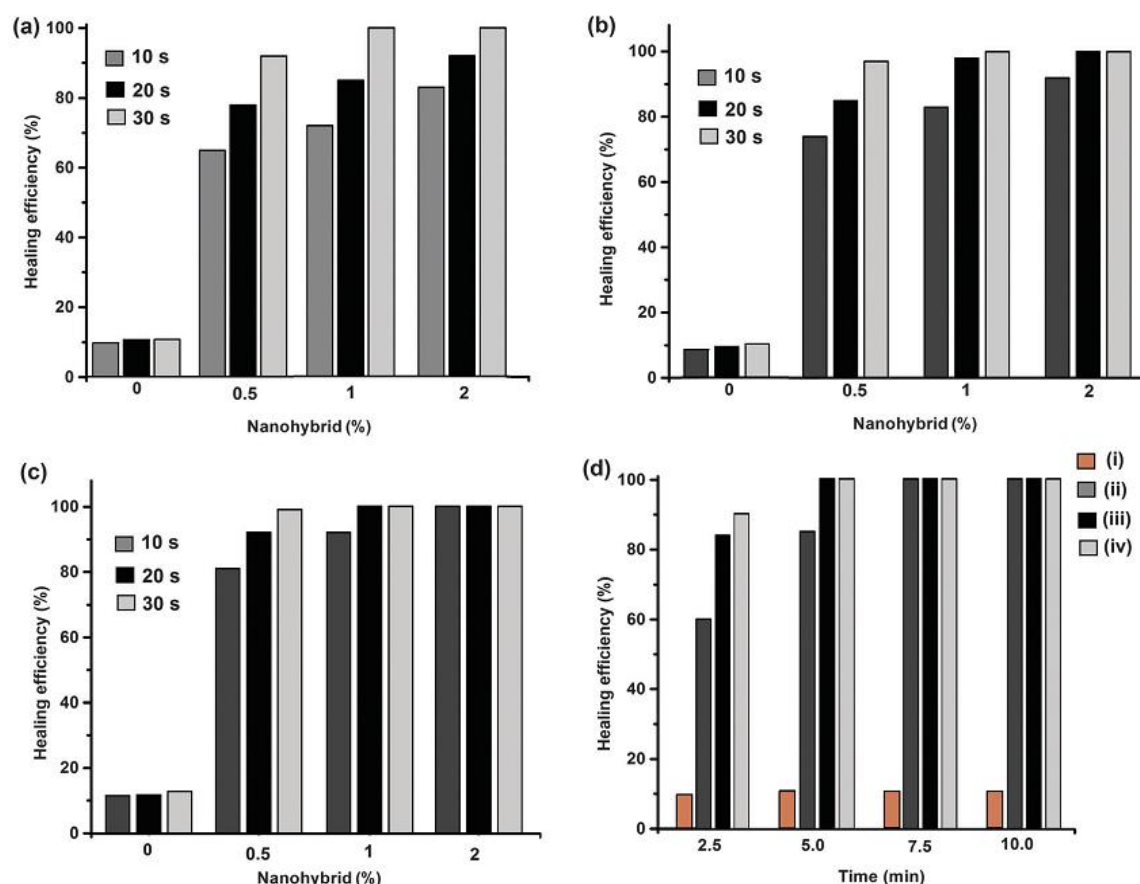 (a)
100
80
60
40
20
0
Healing efficiency (%)
10 s
20 s
30 s
0 0.5 1 2
Nanohybrid (%)
(b)
100
80
60
40
20
0
Healing efficiency (%)
10 s
20 s
30 s
0 0.5 1 2
Nanohybrid (%)
(c)
100
80
60
40
20
0
Healing efficiency (%)
10 s
20 s
30 s
0 0.5 1 2
Nanohybrid (%)
(d)
100
80
60
40
20
0
Healing efficiency (%)
(i)
(ii)
(iii)
(iv)
2.5 5.0 7.5 10.0
Time (min)